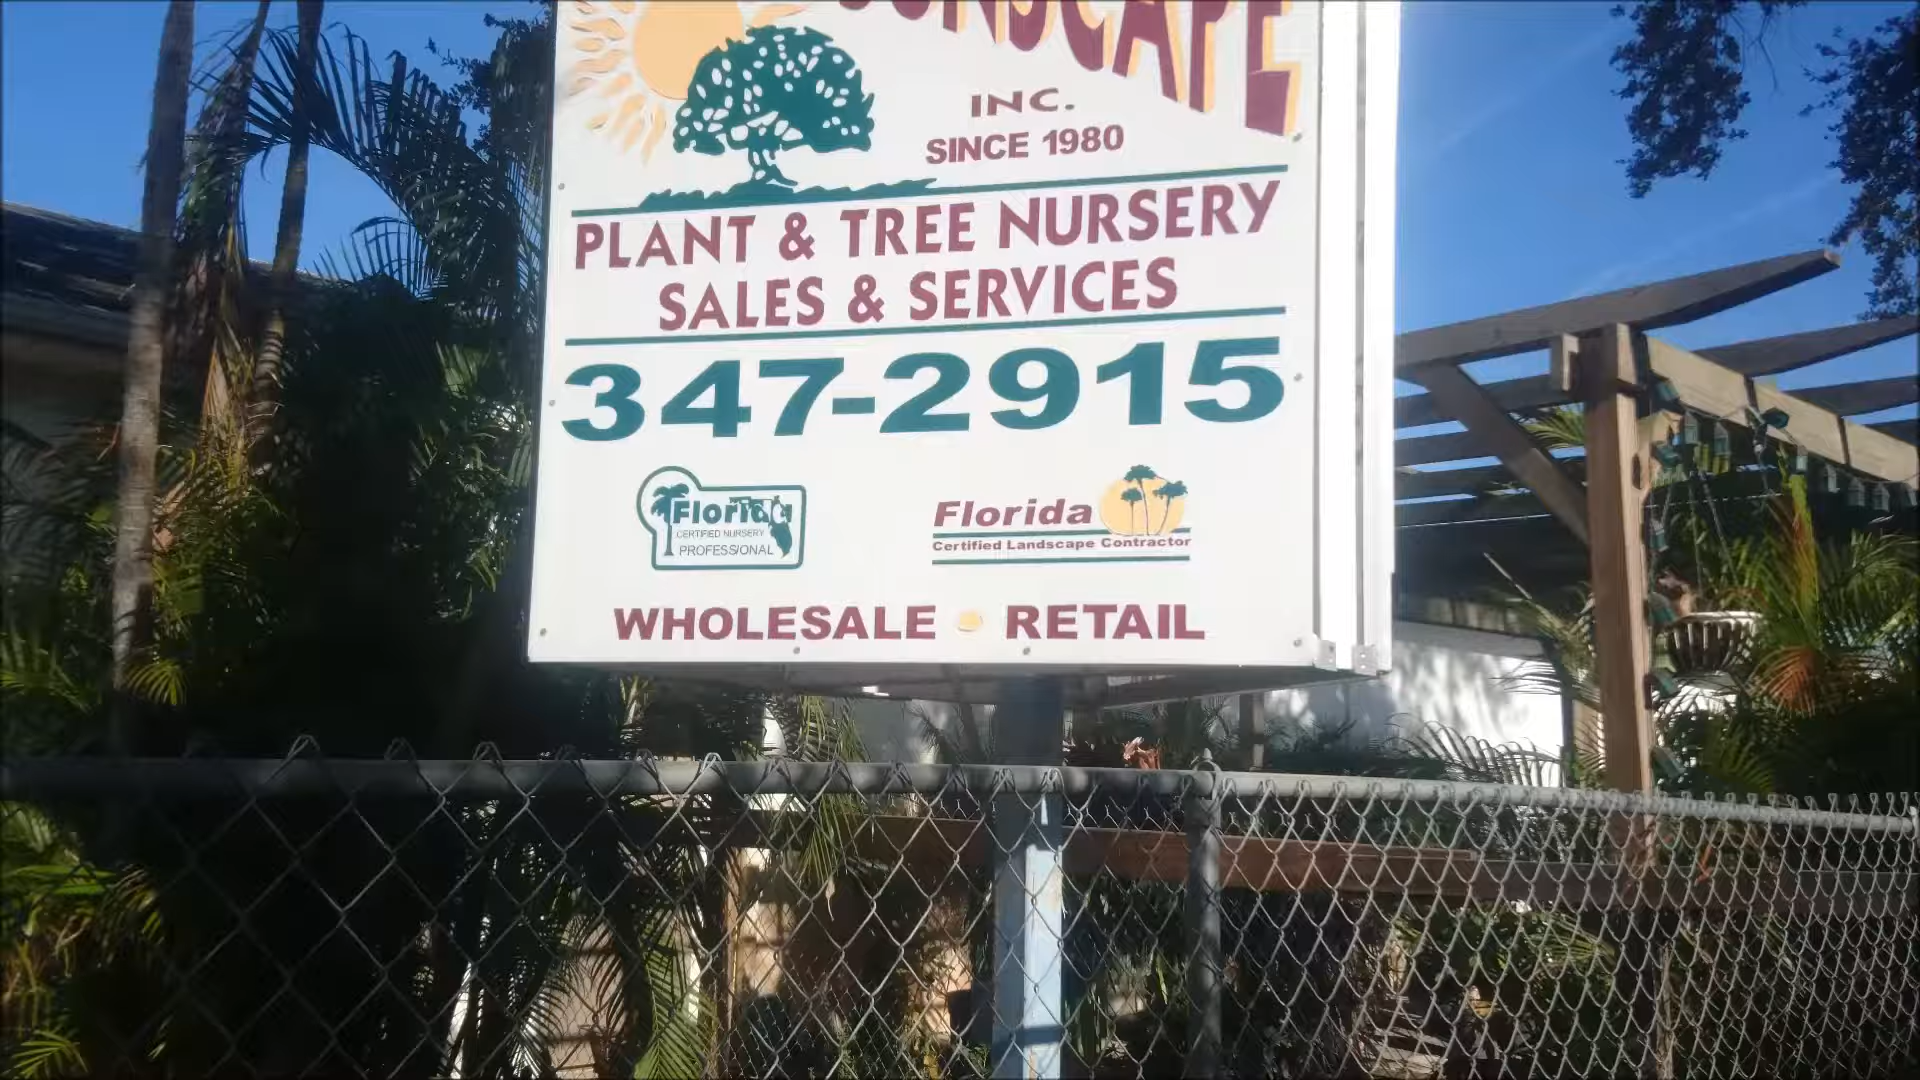 SUNSCAPE
INC.
SINCE 1980
PLANT & TREE NURSERY
SALES & SERVICES
347-2915
Florida
CERTIFIED NURSERY
PROFESSIONAL
Florida
Certified Landscape Contractor
WHOLESALE • RETAIL